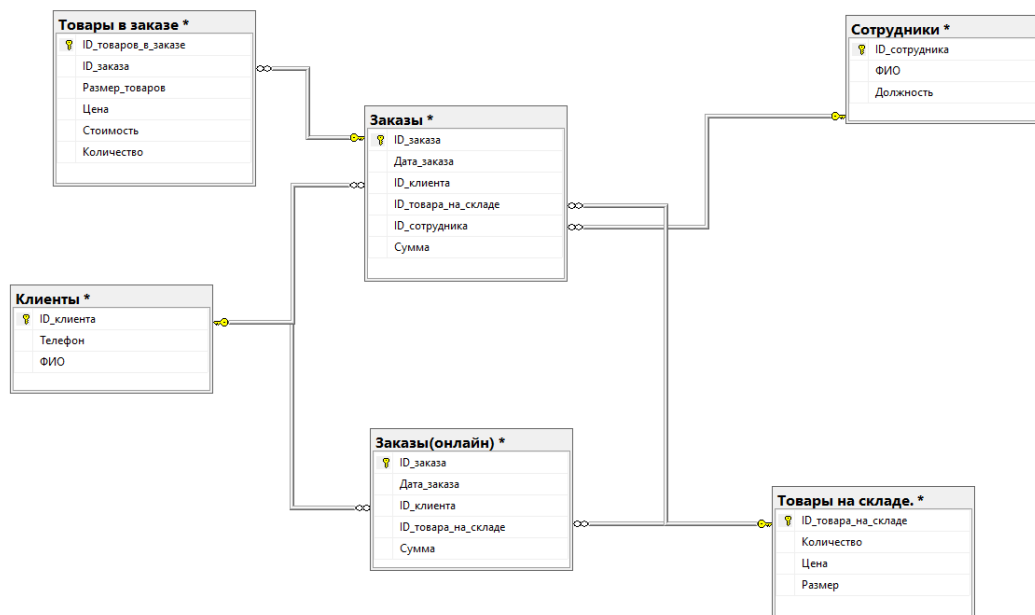 Товары в заказе *
ID_товаров_в_заказе
ID_заказа
Размер_товаров
Цена
Стоимость
Количество
Сотрудники *
ID_сотрудника
ФИО
Должность
Заказы *
ID_заказа
Дата_заказа
ID_клиента
ID_товара_на_складе
ID_сотрудника
Сумма
Клиенты *
ID_клиента
Телефон
ФИО
Заказы(онлайн) *
ID_заказа
Дата_заказа
ID_клиента
ID_товара_на_складе
Сумма
Товары на складе. *
ID_товара_на_складе
Количество
Цена
Размер